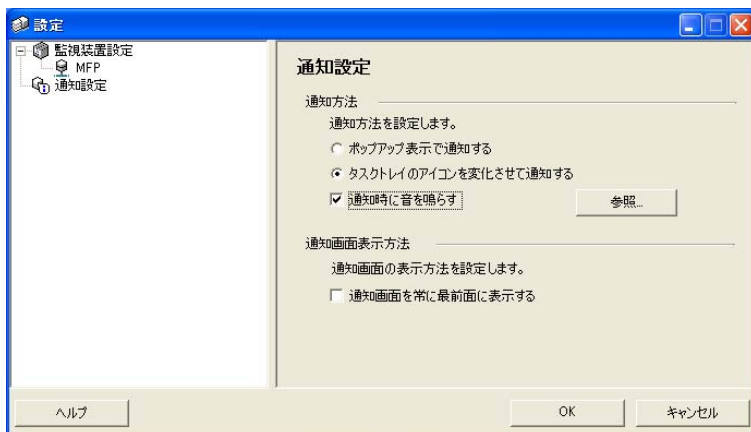 設定
監視装置設定
MFP
通知設定
通知設定
通知方法
通知方法を設定します。
ポップアップ表示で通知する
タスクトレイのアイコンを変化させて通知する
通知時に音を鳴らす
参照...
通知画面表示方法
通知画面の表示方法を設定します。
通知画面を常に最前面に表示する
ヘルプ
OK
キャンセル